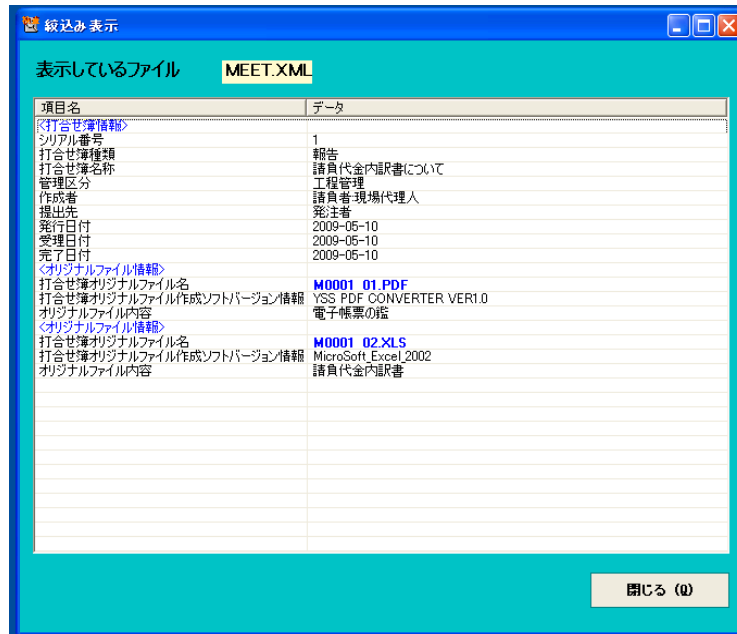 絞込み表示
表示しているファイル MEET.XML
項目名 データ
<打合せ簿情報>
シリアル番号 1
打合せ簿種類 報告
打合せ簿名称 請負代金内訳書について
管理区分 工程管理
作成者 請負者:現場代理人
提出先 発注者
発行日付 2009-05-10
受理日付 2009-05-10
完了日付 2009-05-10
<オリジナルファイル情報>
打合せ簿オリジナルファイル名 M0001_01.PDF
打合せ簿オリジナルファイル作成ソフトバージョン情報 YSS PDF CONVERTER VER1.0
オリジナルファイル内容 電子帳票の鑑
<オリジナルファイル情報>
打合せ簿オリジナルファイル名 M0001_02.XLS
打合せ簿オリジナルファイル作成ソフトバージョン情報 MicroSoft_Excel_2002
オリジナルファイル内容 請負代金内訳書
閉じる (Q)